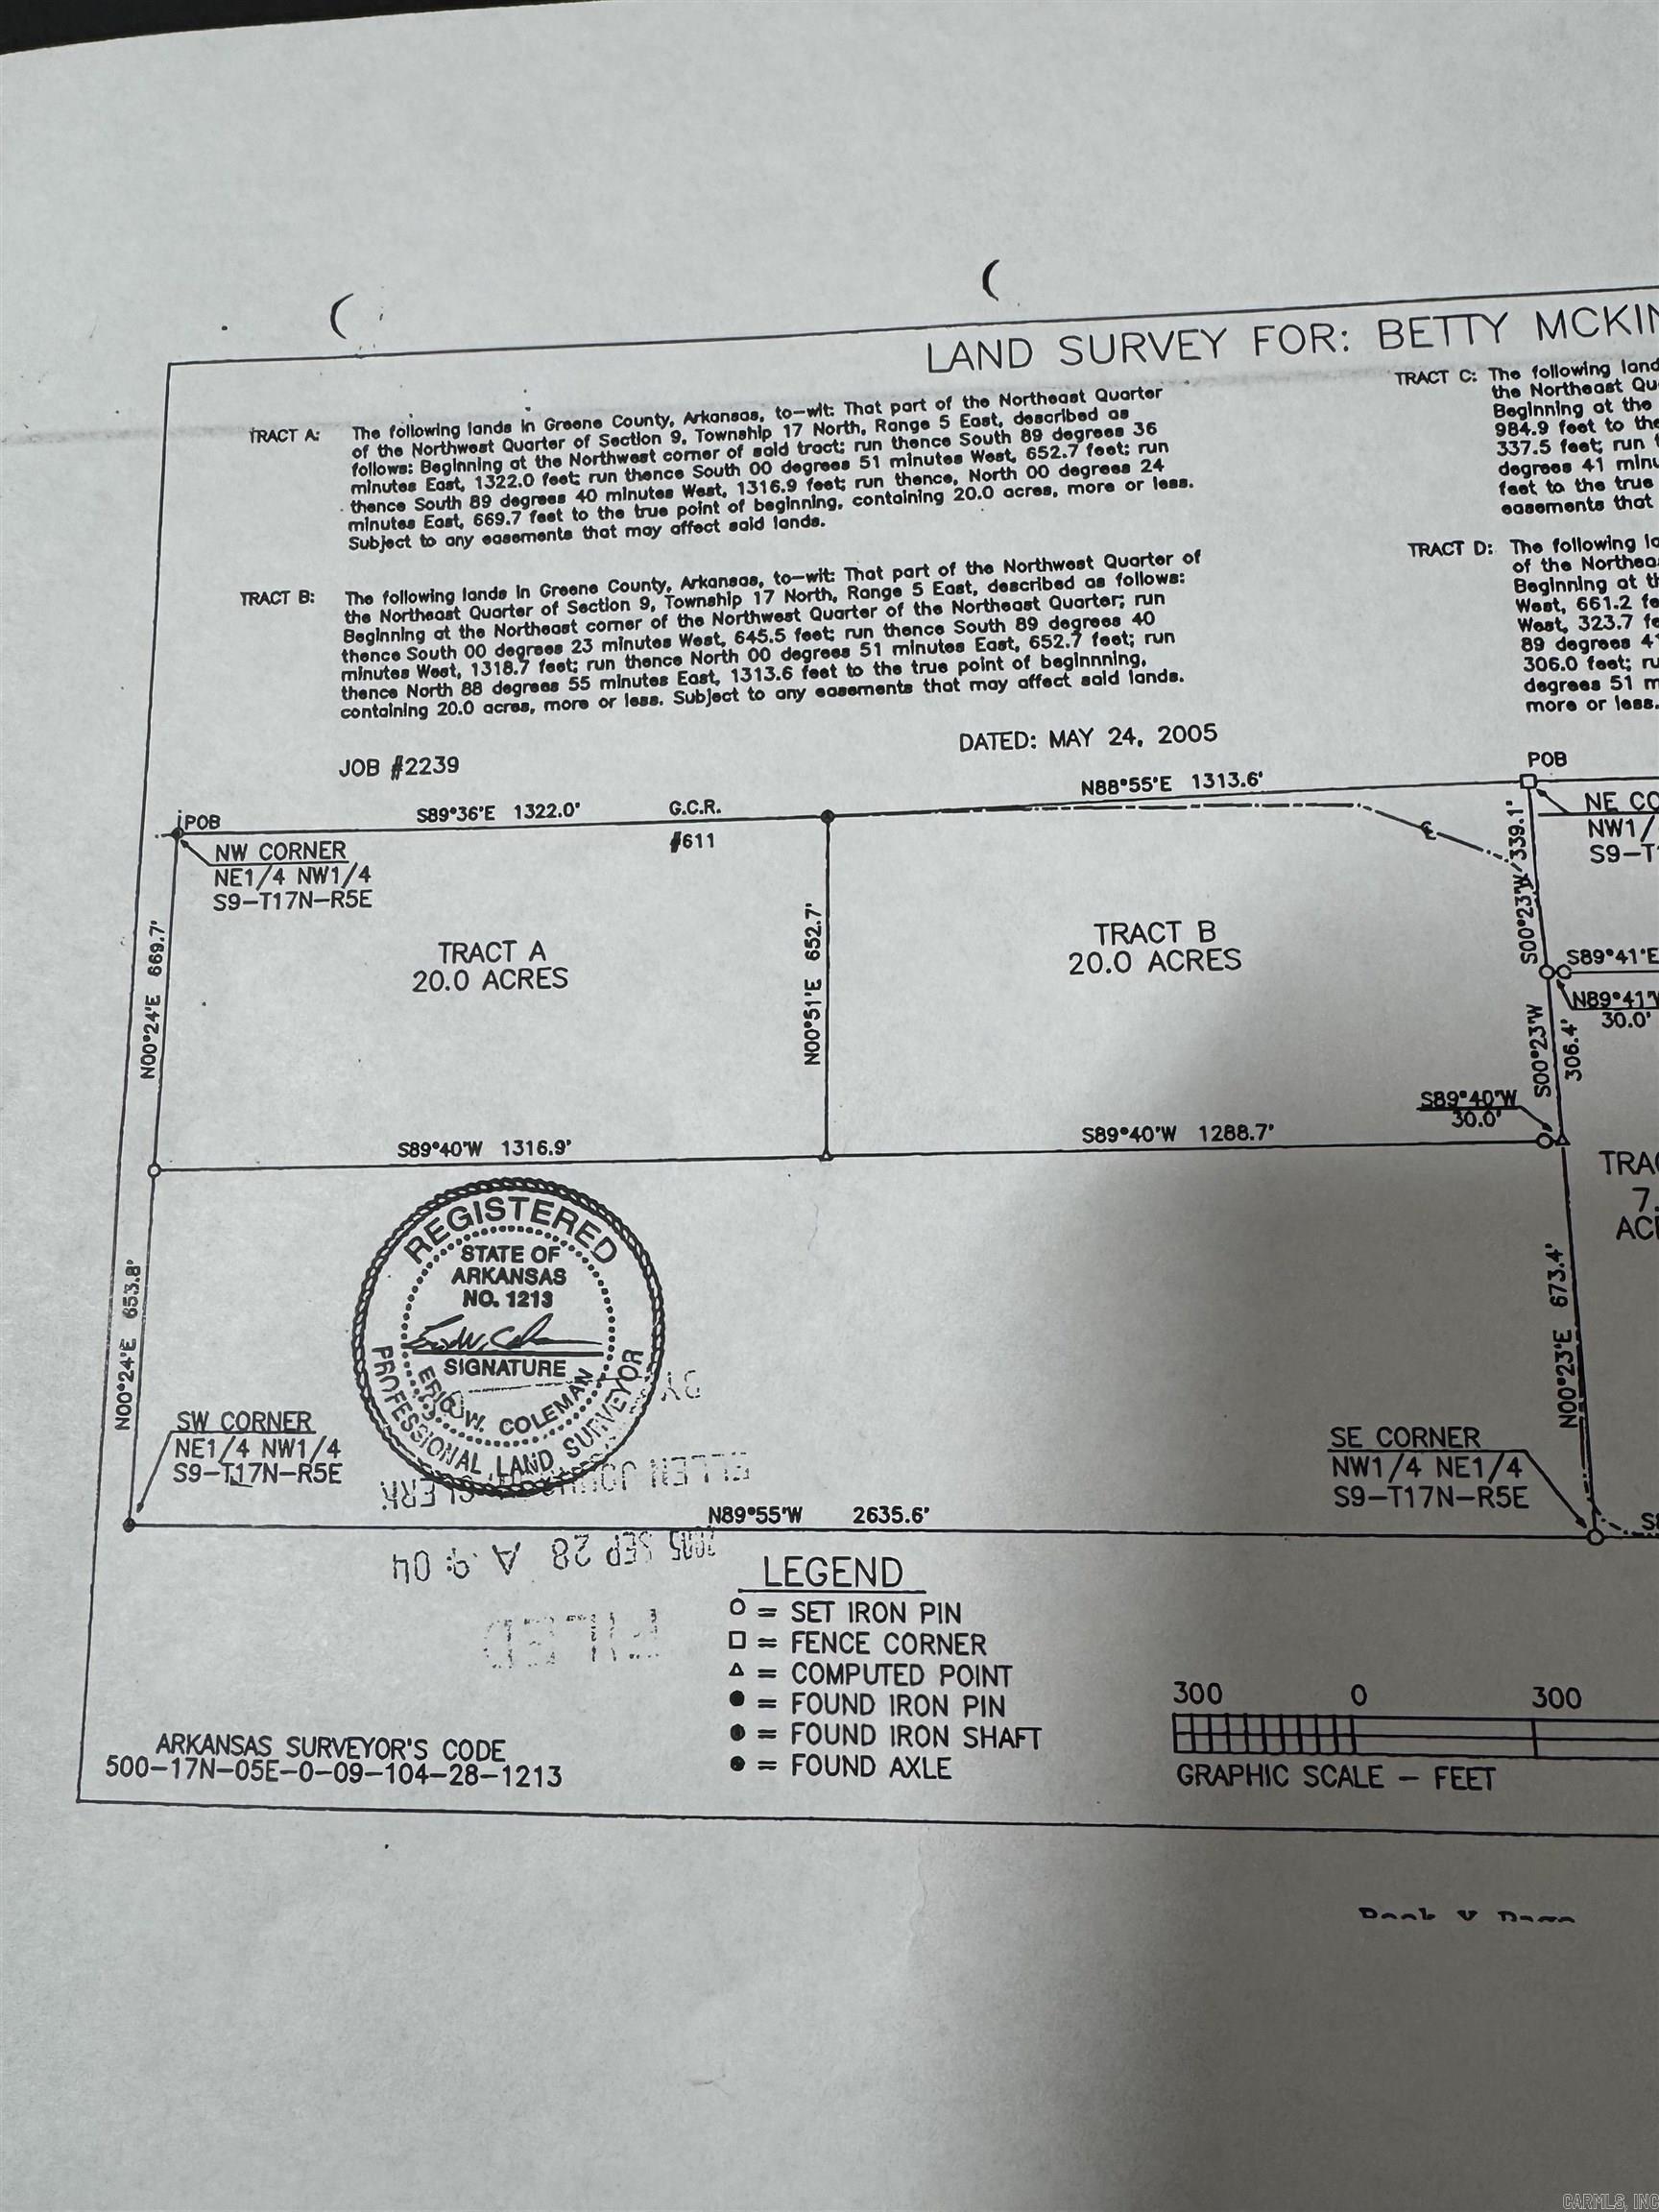 LAND SURVEY FOR: BETTY
TRACT A:
The following lands in Greene County, Arkansas, to-wit: That part of the Northeast Quarter
of the Northwest Quarter of Section 9, Township 17 North, Range 5 East, described as
follows: Beginning at the Northwest corner of said tract; run thence South 89 degrees 36
minutes East, 1322.0 feet; run thence South 00 degrees 51 minutes West, 652.7 feet; run
thence South 89 degrees 40 minutes West, 1316.9 feet; run thence, North 00 degrees 24
minutes East, 669.7 feet to the true point of beginning, containing 20.0 acres, more or less.
Subject to any easements that may affect said lands.
TRACT B:
The following lands in Greene County, Arkansas, to-wit: That part of the Northwest Quarter of
the Northeast Quarter of Section 9, Township 17 North, Range 5 East, described as follows:
Beginning at the Northeast corner of the Northwest Quarter of the Northeast Quarter; run
thence South 00 degrees 23 minutes West, 645.5 feet; run thence South 89 degrees 40
minutes West, 1318.7 feet; run thence North 00 degrees 51 minutes East, 652.7 feet; run
thence North 88 degrees 55 minutes East, 1313.6 feet to the true point of beginnning,
containing 20.0 acres, more or less. Subject to any easements that may affect said lands.
TRACT C: The following
the Northeast
Beginning at the
984.9 feet to
337.5 feet; run
degrees 41
feet to the true
easements that
TRACT D: The following
of the
Beginning at
West, 661.2
West, 323.7
89 degrees
306.0 feet;
degrees 51
more or less.
JOB #2239
DATED: MAY 24, 2005
POB
S89°36'E 1322.0'
G.C.R.
#611
N88°55'E 1313.6'
POB
NW CORNER
NE1/4 NW1/4
S9-T17N-R5E
NE
NW1/
S9-T
S00°23'W 339.1'
N00°24'E 669.7'
TRACT A
20.0 ACRES
N00°51'E 652.7'
TRACT B
20.0 ACRES
S89°41'E
N89°41'
30.0'
S00°23'W
306.4'
S89°40'W
30.0'
S89°40'W 1316.9'
S89°40'W 1288.7'
7.
N00°24'E 653.8'
N00°23'E 673.4'
REGISTERED
STATE OF
ARKANSAS
NO. 1213
SIGNATURE
ERIC W. COLEMAN
PROFESSIONAL LAND SURVEYOR
BY
CLERK
SW CORNER
NE1/4 NW1/4
S9-T17N-R5E
SE CORNER
NW1/4 NE1/4
S9-T17N-R5E
N89°55'W 2635.6'
2005 SEP 28 A 9:04
FILED
LEGEND
○ = SET IRON PIN
□ = FENCE CORNER
△ = COMPUTED POINT
● = FOUND IRON PIN
● = FOUND IRON SHAFT
● = FOUND AXLE
300 0 300
GRAPHIC SCALE - FEET
ARKANSAS SURVEYOR'S CODE
500-17N-05E-0-09-104-28-1213
CARMLS, INC